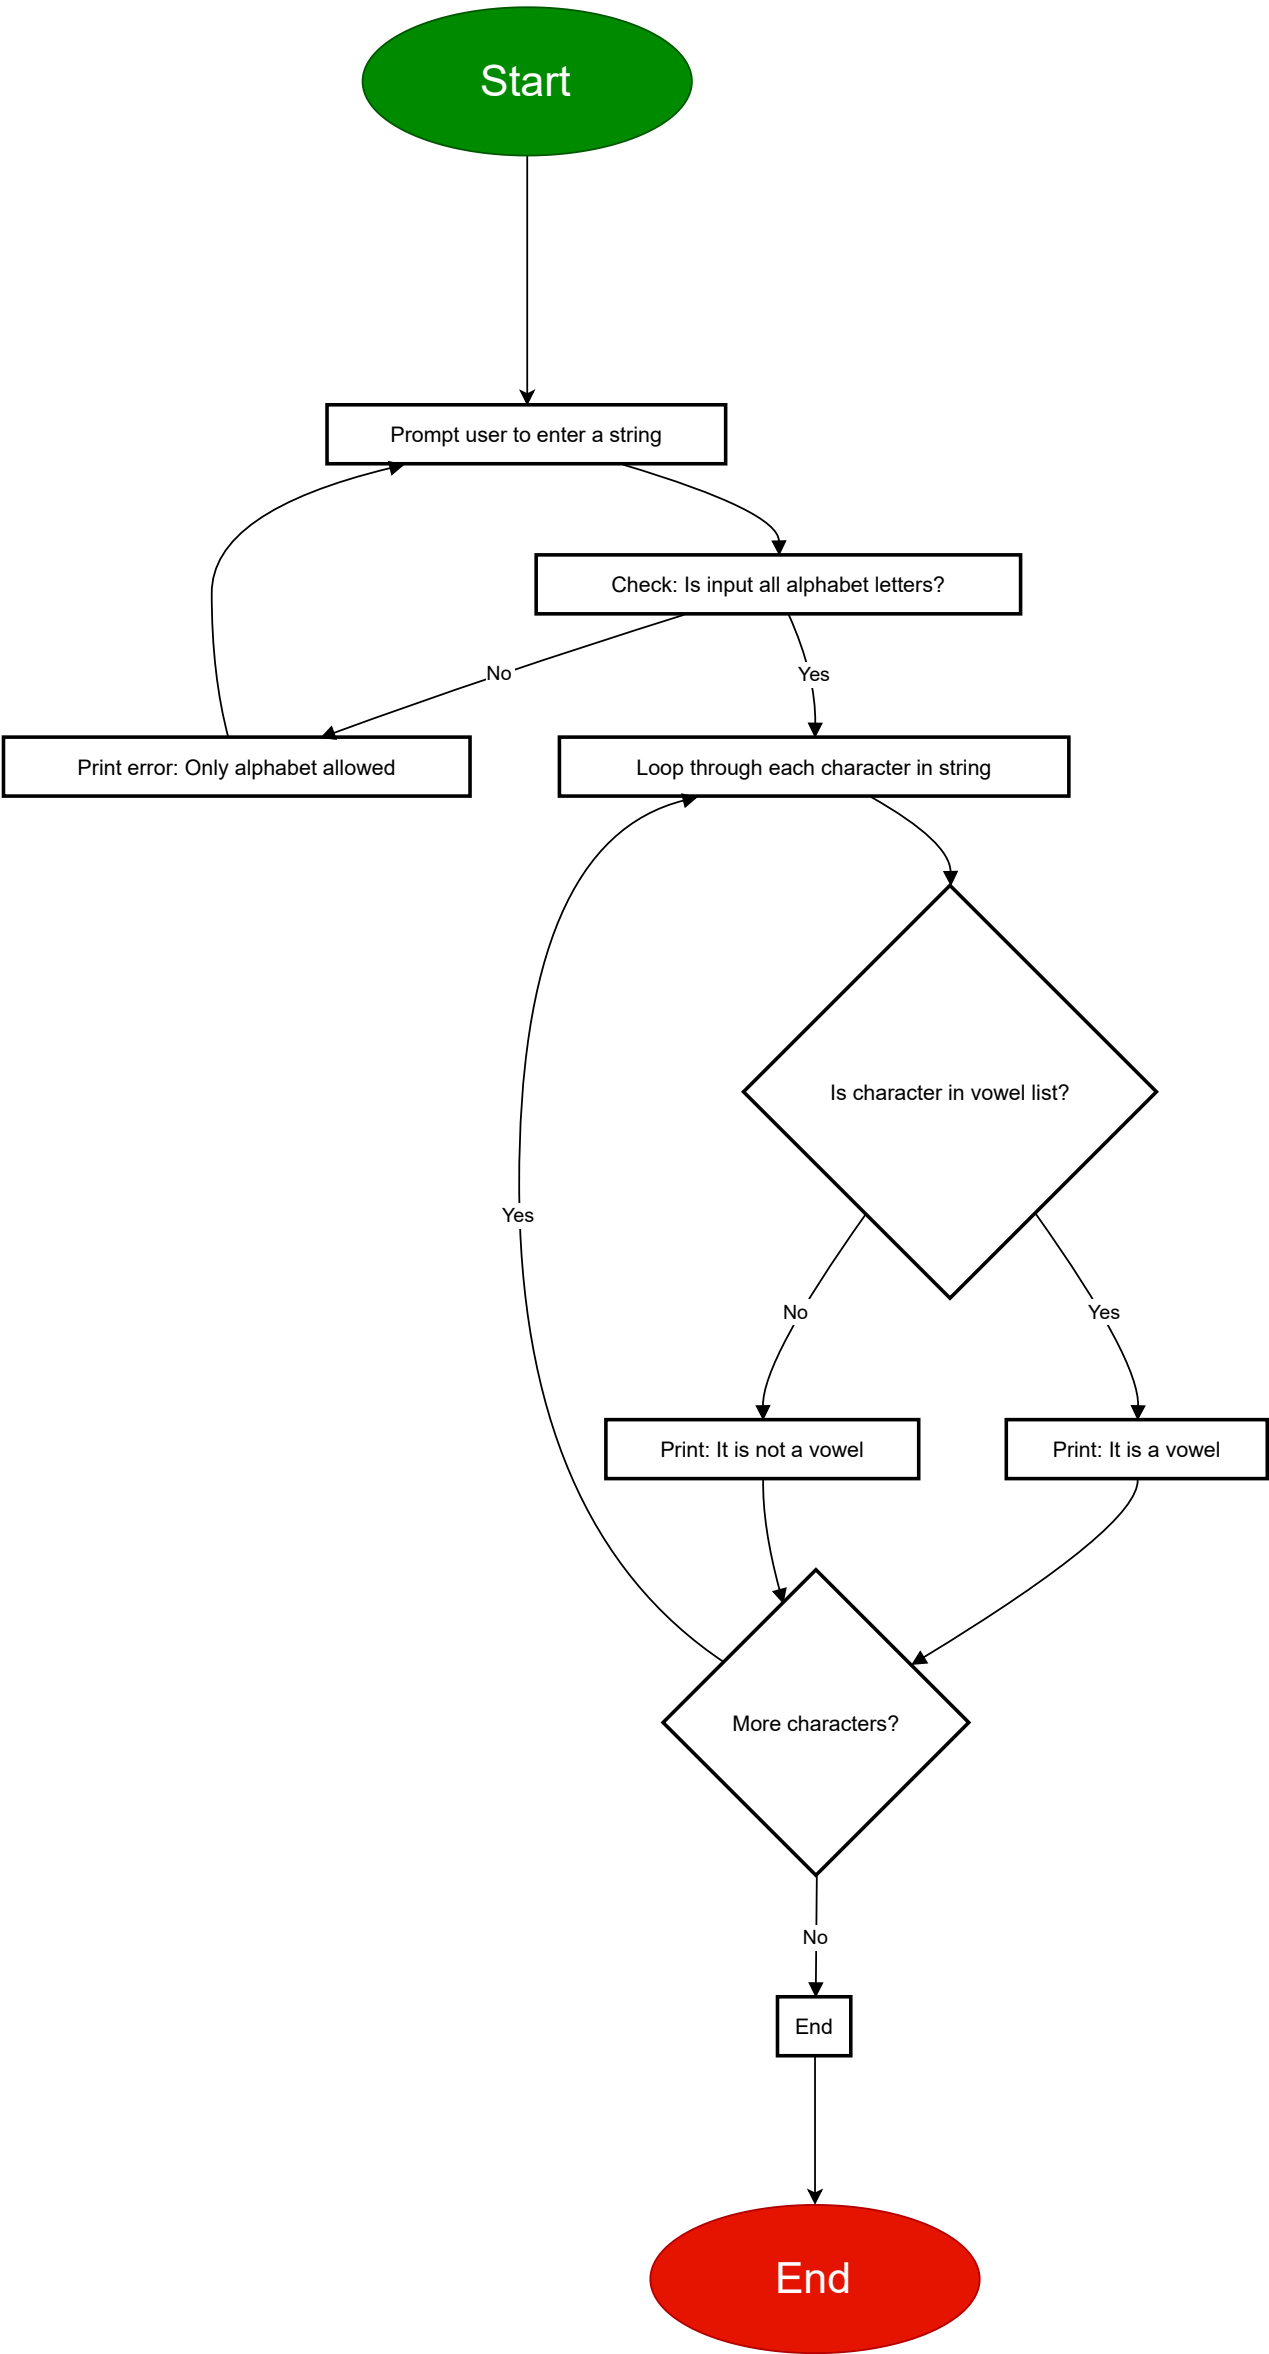 Start
Prompt user to enter a string
Check: Is input all alphabet letters?
No
Yes
Print error: Only alphabet allowed
Loop through each character in string
Is character in vowel list?
Yes
No
Yes
Print: It is not a vowel
Print: It is a vowel
More characters?
No
End
End